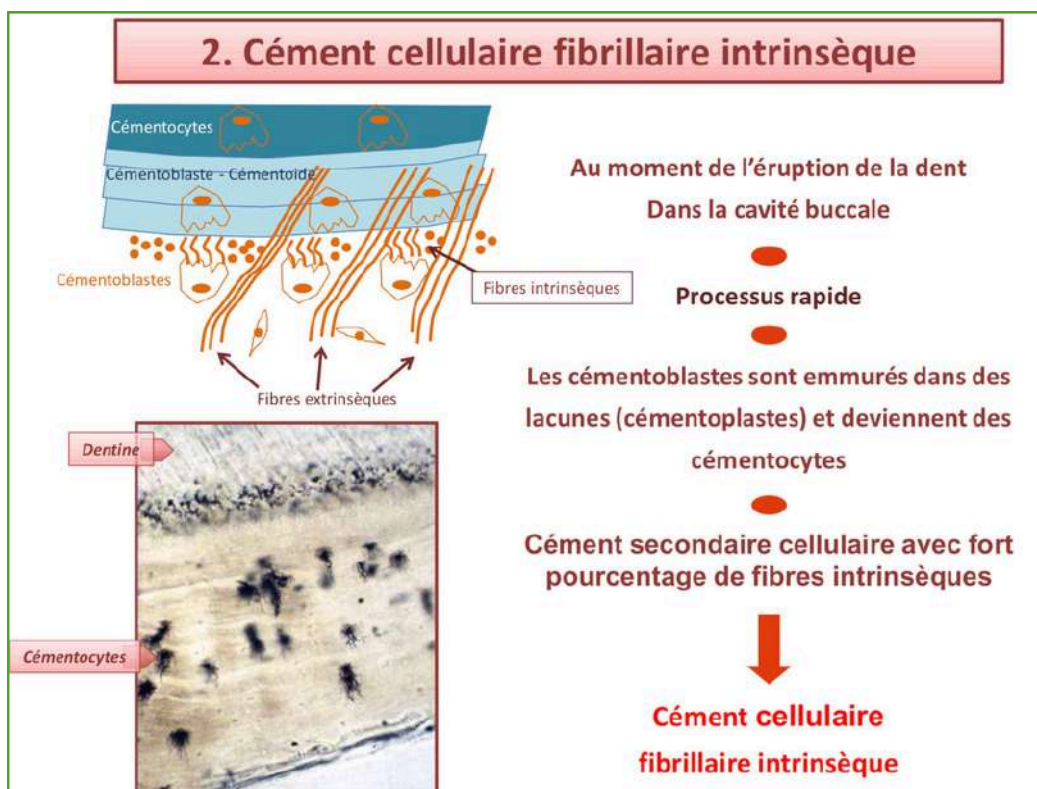 2. Cément cellulaire fibrillaire intrinsèque
Cémentocytes
Cémentoblaste - Cémentoïde
Cémentoblastes
Fibres intrinsèques
Fibres extrinsèques
Dentine
Cémentocytes
Au moment de l'éruption de la dent
Dans la cavité buccale
Processus rapide
Les cémentoblastes sont emmurés dans des
lacunes (cémentoplastes) et deviennent des
cémentocytes
Cément secondaire cellulaire avec fort
pourcentage de fibres intrinsèques
Cément cellulaire
fibrillaire intrinsèque